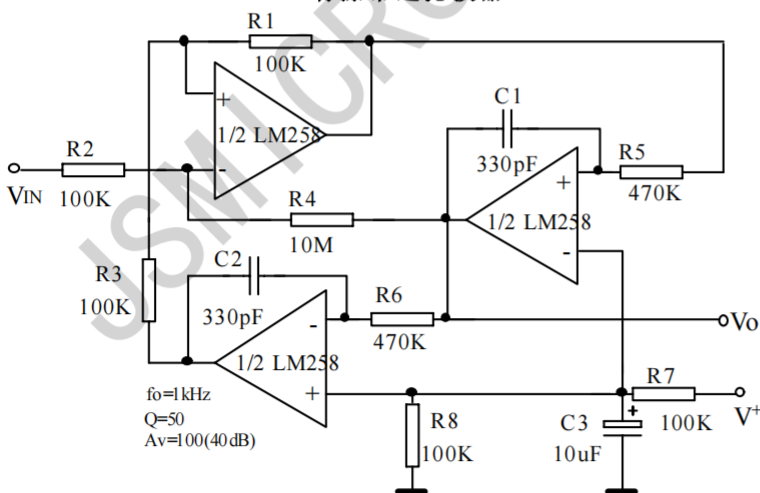 R1
100K
+
1/2 LM258
-
C1
330pF
R2
VIN
100K
R5
470K
+
1/2 LM258
-
R4
10M
R3
100K
C2
330pF
-
1/2 LM258
+
R6
470K
Vo
fo=1kHz
Q=50
Av=100(40dB)
R8
100K
C3
+
10uF
R7
100K
V+
JSMICRO